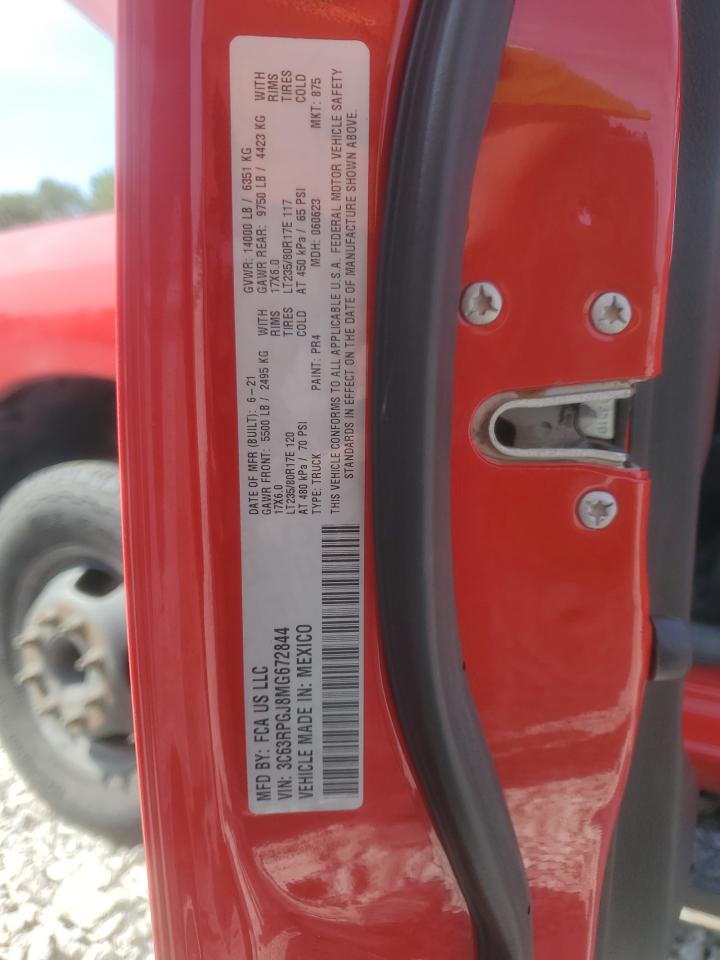 MFD BY: FCA US LLC
VIN: 3C63RPGJ8MG672844
VEHICLE MADE IN: MEXICO
DATE OF MFR (BUILT): 6-21
GVWR: 14000 LB / 6351 KG
GAWR FRONT: 5500 LB / 2495 KG WITH
GAWR REAR: 9750 LB / 4423 KG WITH
17X6.0 RIMS
17X6.0 RIMS
LT235/80R17E 120 TIRES
LT235/80R17E 117 TIRES
AT 480 kPa / 70 PSI COLD
AT 450 kPa / 65 PSI COLD
TYPE: TRUCK PAINT: PR4 MDH: 060623 MKT: 875
THIS VEHICLE CONFORMS TO ALL APPLICABLE U.S.A. FEDERAL MOTOR VEHICLE SAFETY
STANDARDS IN EFFECT ON THE DATE OF MANUFACTURE SHOWN ABOVE.